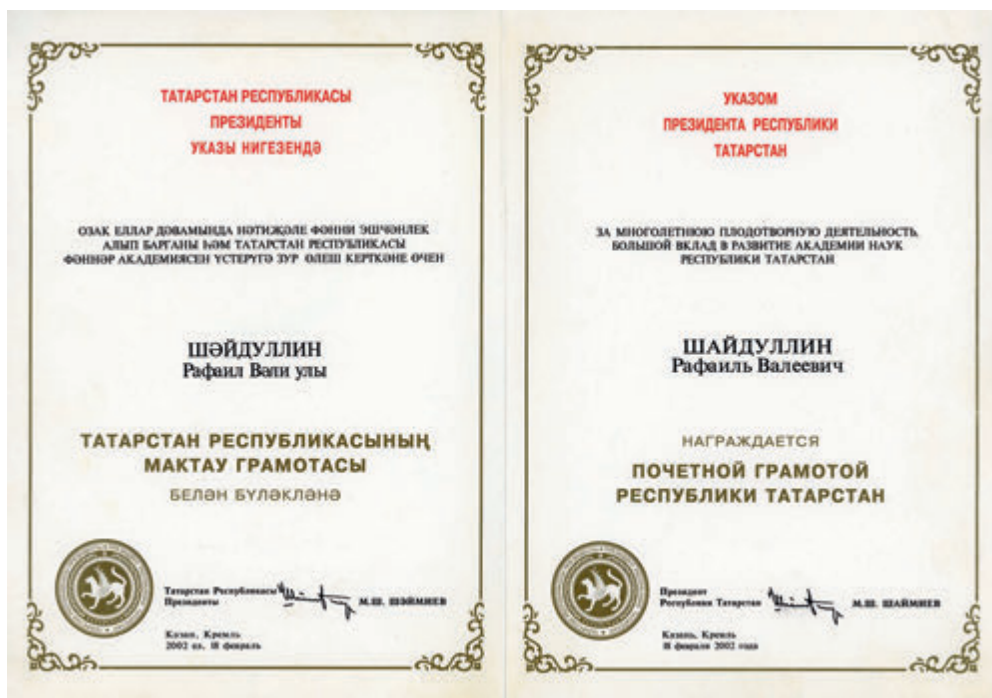 ТАТАРСТАН РЕСПУБЛИКАСЫ
ПРЕЗИДЕНТЫ
УКАЗЫ НИГЕЗЕНДӘ
ОЗАК ЕЛЛАР ДӘВАМЫНДА НӘТИҖӘЛЕ ФӘННИ ЭШЧӘНЛЕК
АЛЫП БАРГАНЫ ҺӘМ ТАТАРСТАН РЕСПУБЛИКАСЫ
ФӘННӘР АКАДЕМИЯСЕН ҮСТЕРҮГӘ ЗУР ӨЛЕШ КЕРТКӘНЕ ӨЧЕН
ШӘЙДУЛЛИН
Рафаил Вәли улы
ТАТАРСТАН РЕСПУБЛИКАСЫНЫҢ
МАКТАУ ГРАМОТАСЫ
БЕЛӘН БҮЛӘКЛӘНӘ
Татарстан Республикасы
Президенты М.Ш. ШӘЙМИЕВ
Казан, Кремль
2002 ел, 18 февраль
УКАЗОМ
ПРЕЗИДЕНТА РЕСПУБЛИКИ
ТАТАРСТАН
ЗА МНОГОЛЕТНЮЮ ПЛОДОТВОРНУЮ ДЕЯТЕЛЬНОСТЬ,
БОЛЬШОЙ ВКЛАД В РАЗВИТИЕ АКАДЕМИИ НАУК
РЕСПУБЛИКИ ТАТАРСТАН
ШАЙДУЛЛИН
Рафаиль Валеевич
НАГРАЖДАЕТСЯ
ПОЧЕТНОЙ ГРАМОТОЙ
РЕСПУБЛИКИ ТАТАРСТАН
Президент
Республики Татарстан М.Ш. ШАЙМИЕВ
Казань, Кремль
18 февраля 2002 года